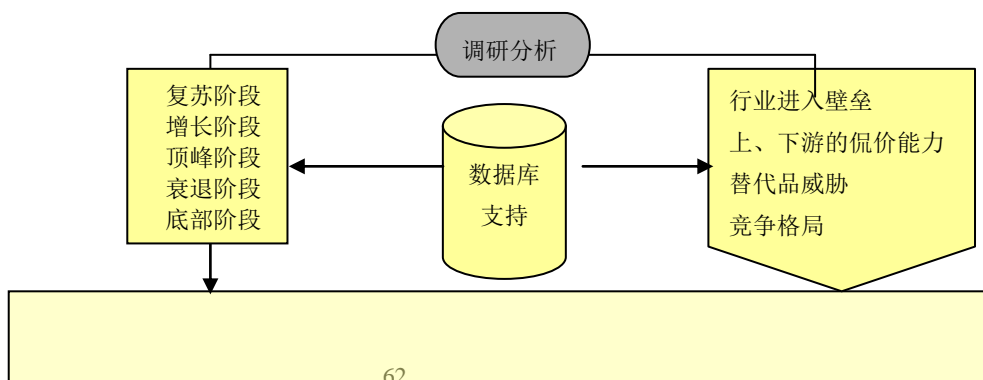 调研分析
复苏阶段
增长阶段
顶峰阶段
衰退阶段
底部阶段
数据库
支持
行业进入壁垒
上、下游的侃价能力
替代品威胁
竞争格局
62